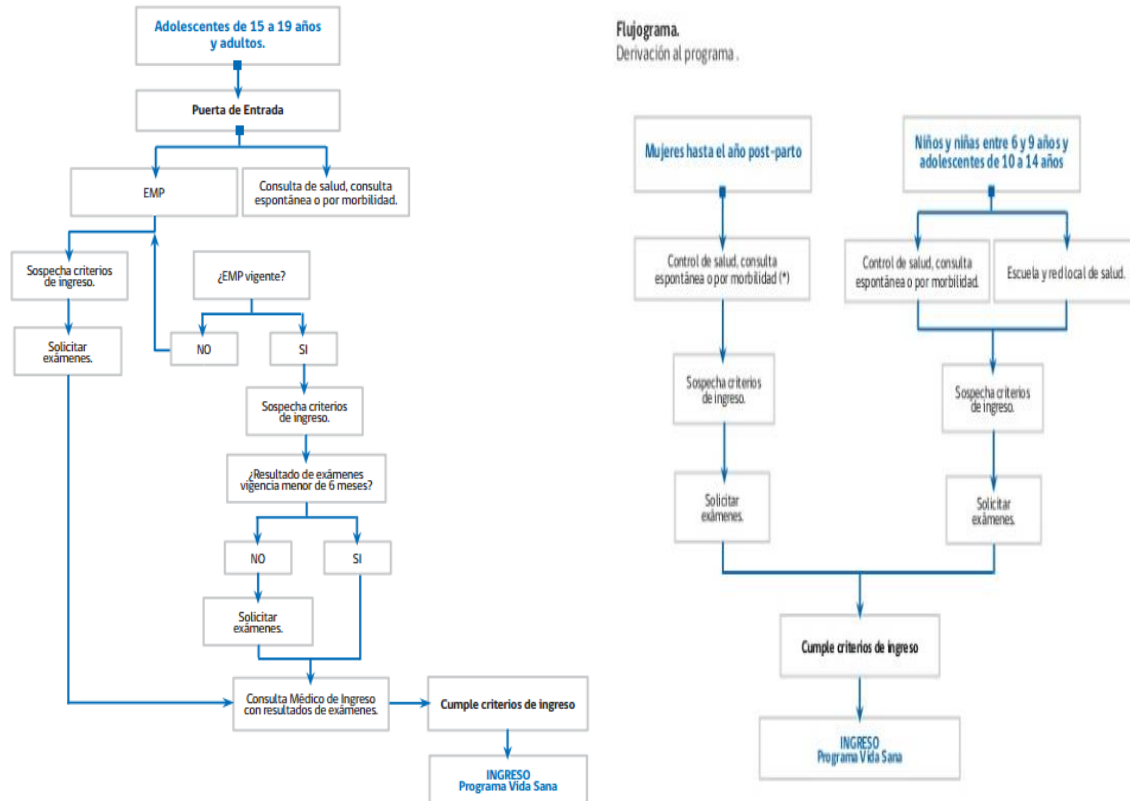 Adolescentes de 15 a 19 años
y adultos.
Puerta de Entrada
EMP
Consulta de salud, consulta
espontánea o por morbilidad.
Sospecha criterios
de ingreso.
¿EMP vigente?
Solicitar
exámenes.
NO
SI
Sospecha criterios
de ingreso.
¿Resultado de exámenes
vigencia menor de 6 meses?
NO
SI
Solicitar
exámenes.
Consulta Médico de Ingreso
con resultados de exámenes.
Cumple criterios de ingreso
INGRESO
Programa Vida Sana
Flujograma.
Derivación al programa .
Mujeres hasta el año post-parto
Niños y niñas entre 6 y 9 años y
adolescentes de 10 a 14 años
Control de salud, consulta
espontánea o por morbilidad (*)
Control de salud, consulta
espontánea o por morbilidad.
Escuela y red local de salud.
Sospecha criterios
de ingreso.
Sospecha criterios
de ingreso.
Solicitar
exámenes.
Solicitar
exámenes.
Cumple criterios de ingreso
INGRESO
Programa Vida Sana